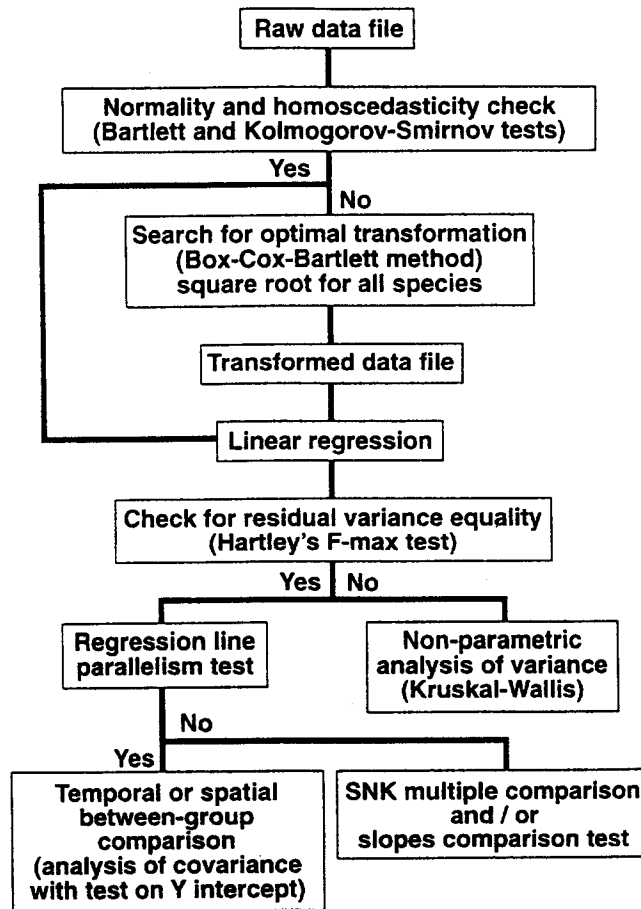 Raw data file
Normality and homoscedasticity check
(Bartlett and Kolmogorov-Smirnov tests)
Yes
No
Search for optimal transformation
(Box-Cox-Bartlett method)
square root for all species
Transformed data file
Linear regression
Check for residual variance equality
(Hartley's F-max test)
Yes
No
Regression line
parallelism test
Non-parametric
analysis of variance
(Kruskal-Wallis)
No
Yes
Temporal or spatial
between-group
comparison
(analysis of covariance
with test on Y intercept)
SNK multiple comparison
and / or
slopes comparison test